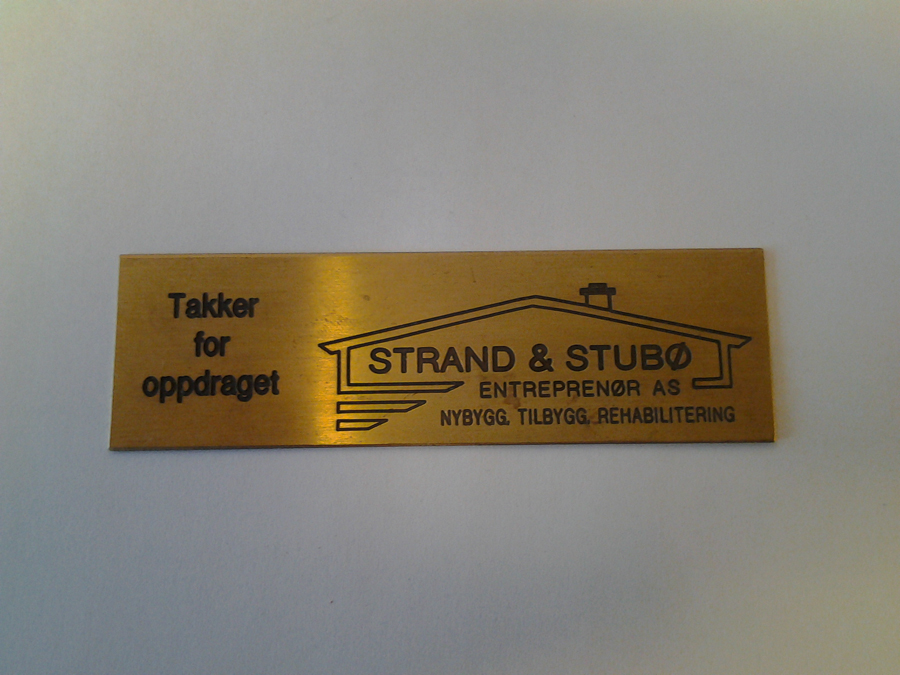 Takker
for
oppdraget
STRAND & STUBØ
ENTREPRENØR AS
NYBYGG, TILBYGG, REHABILITERING